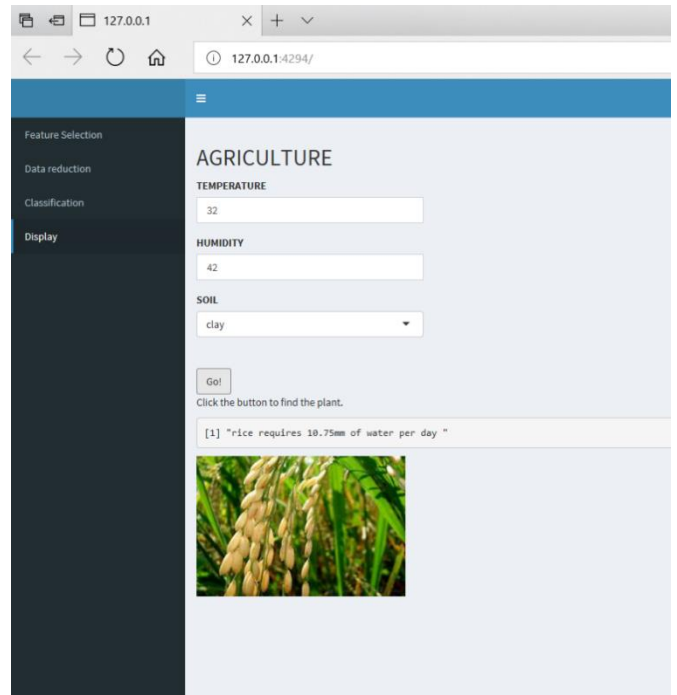 127.0.0.1
127.0.0.1:4294/
Feature Selection
Data reduction
Classification
Display
AGRICULTURE
TEMPERATURE
32
HUMIDITY
42
SOIL
clay
Go!
Click the button to find the plant.
[1] "rice requires 10.75mm of water per day "